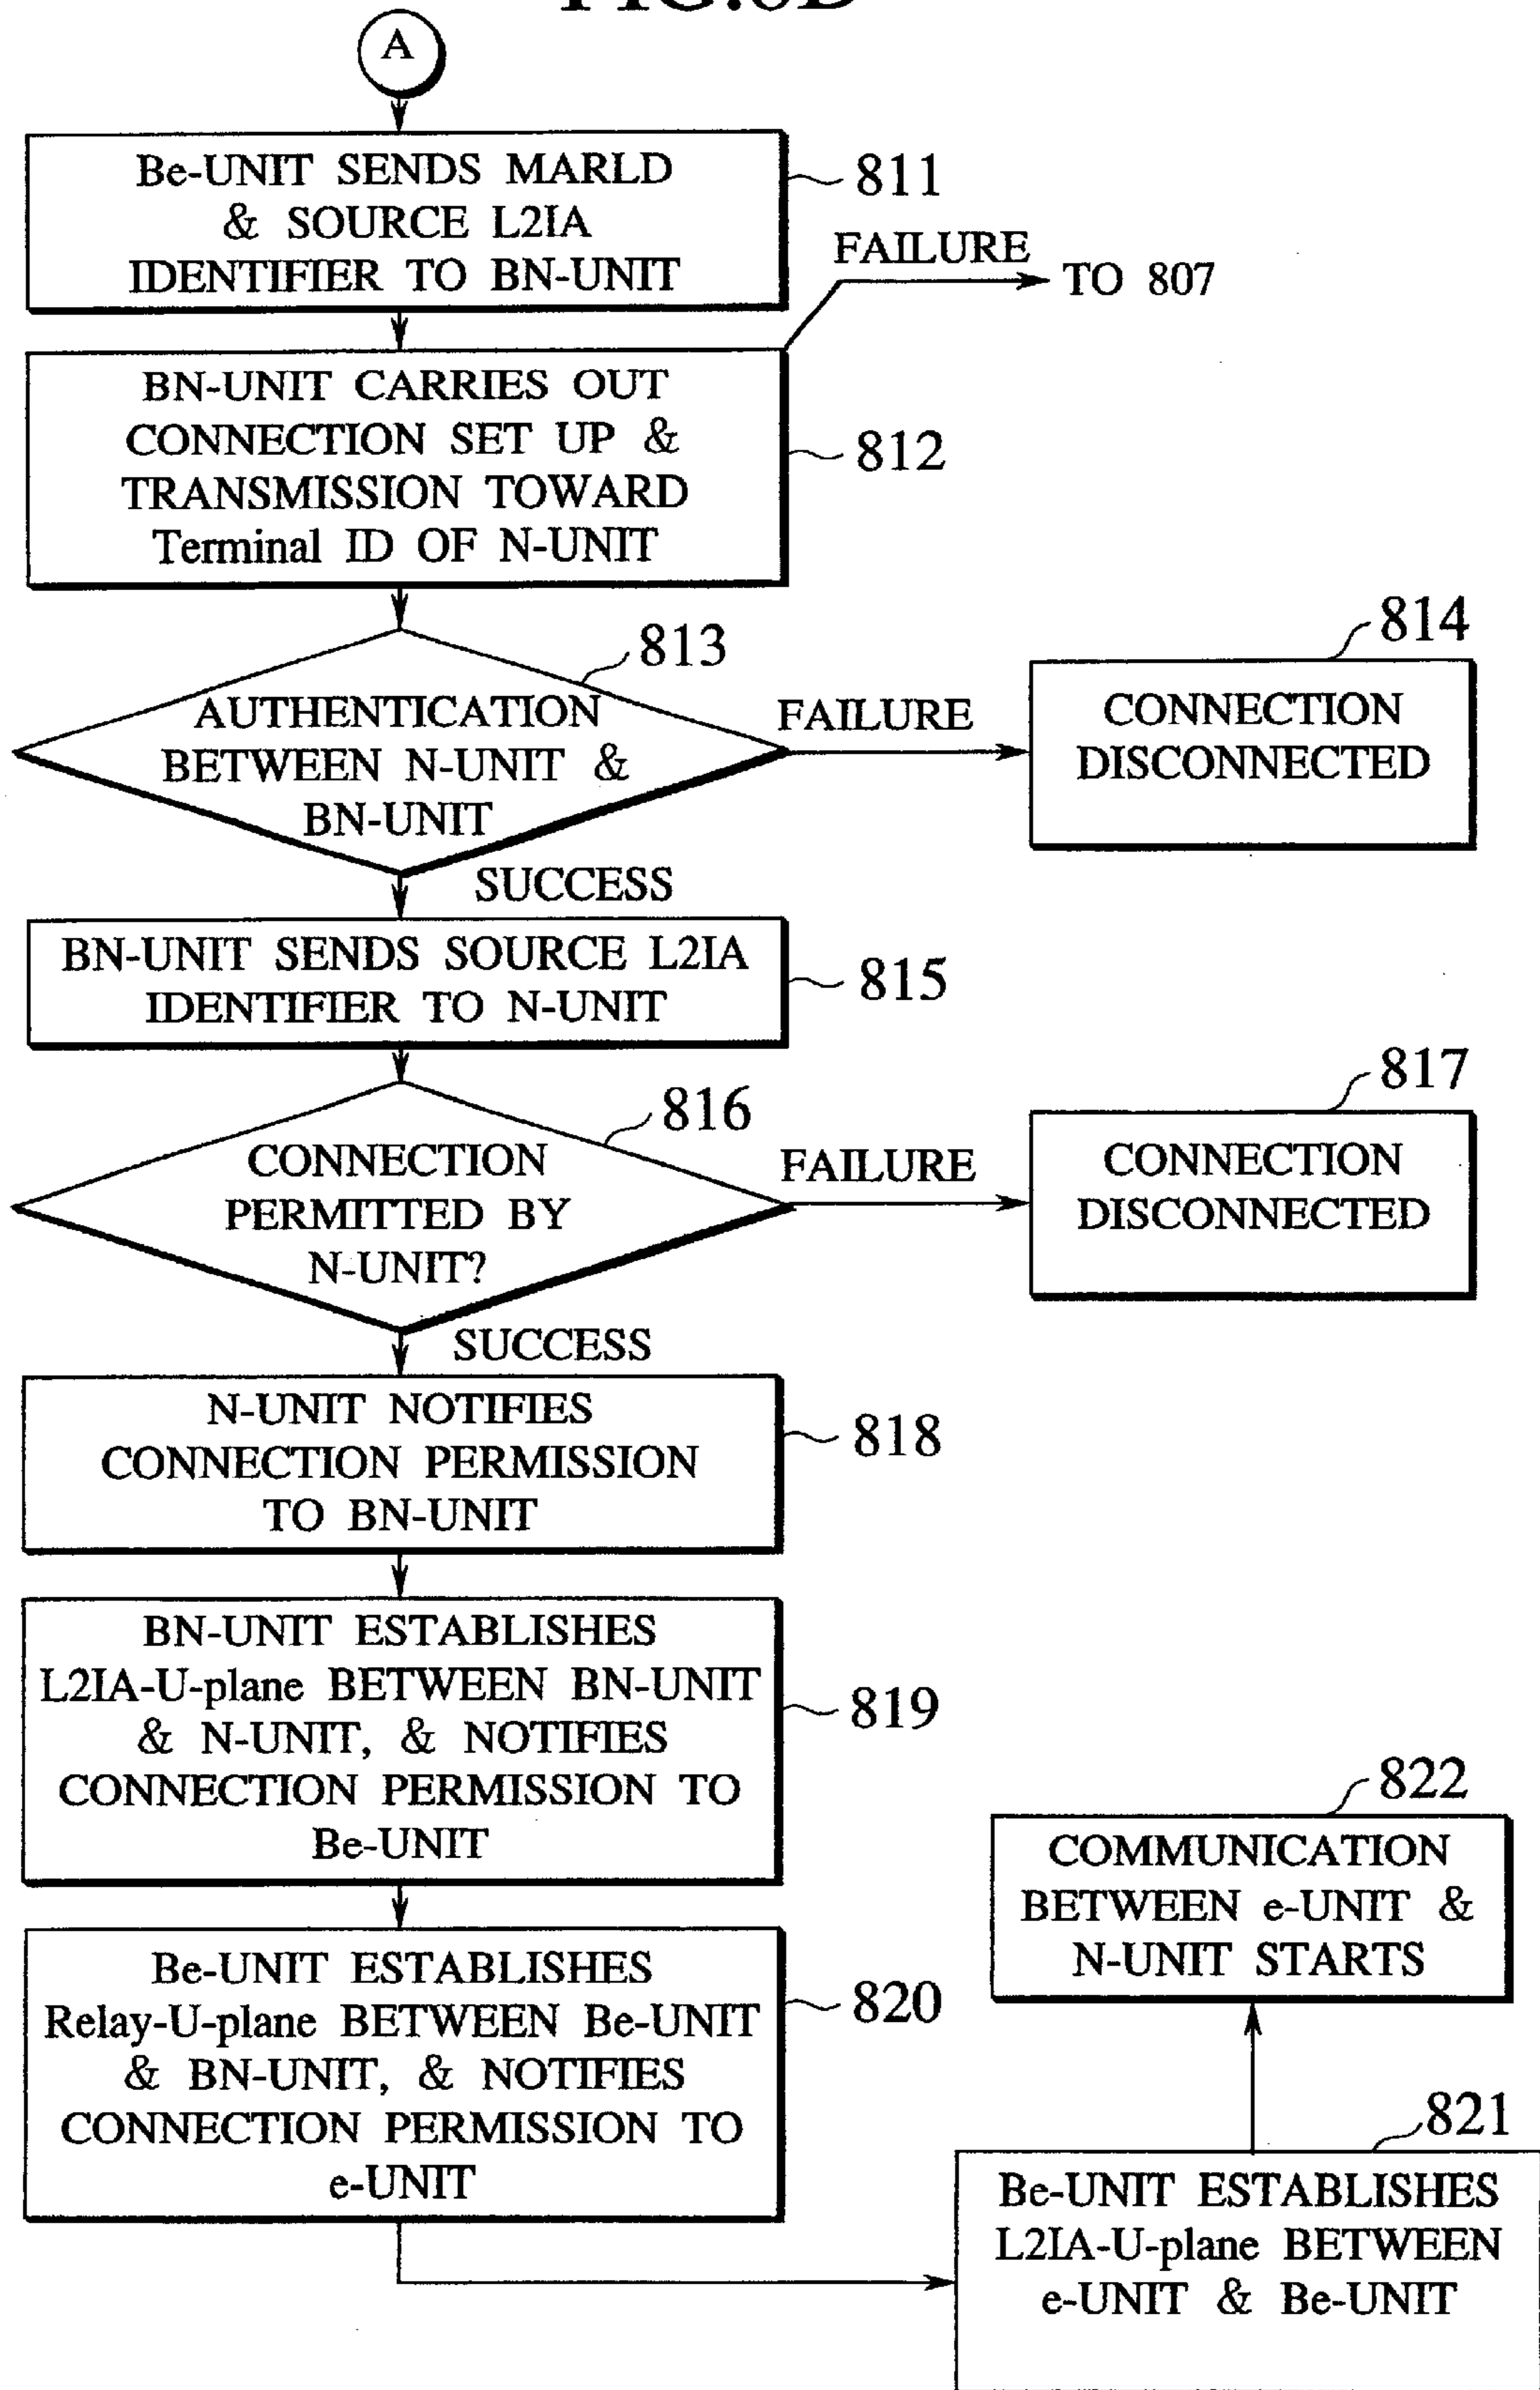 A
Be-UNIT SENDS MARLD
& SOURCE L2IA
IDENTIFIER TO BN-UNIT
811
FAILURE
TO 807
BN-UNIT CARRIES OUT
CONNECTION SET UP &
TRANSMISSION TOWARD
Terminal ID OF N-UNIT
812
813
AUTHENTICATION
BETWEEN N-UNIT &
BN-UNIT
FAILURE
814
CONNECTION
DISCONNECTED
SUCCESS
BN-UNIT SENDS SOURCE L2IA
IDENTIFIER TO N-UNIT
815
816
CONNECTION
PERMITTED BY
N-UNIT?
FAILURE
817
CONNECTION
DISCONNECTED
SUCCESS
N-UNIT NOTIFIES
CONNECTION PERMISSION
TO BN-UNIT
818
BN-UNIT ESTABLISHES
L2IA-U-plane BETWEEN BN-UNIT
& N-UNIT, & NOTIFIES
CONNECTION PERMISSION TO
Be-UNIT
819
Be-UNIT ESTABLISHES
Relay-U-plane BETWEEN Be-UNIT
& BN-UNIT, & NOTIFIES
CONNECTION PERMISSION TO
e-UNIT
820
821
Be-UNIT ESTABLISHES
L2IA-U-plane BETWEEN
e-UNIT & Be-UNIT
822
COMMUNICATION
BETWEEN e-UNIT &
N-UNIT STARTS